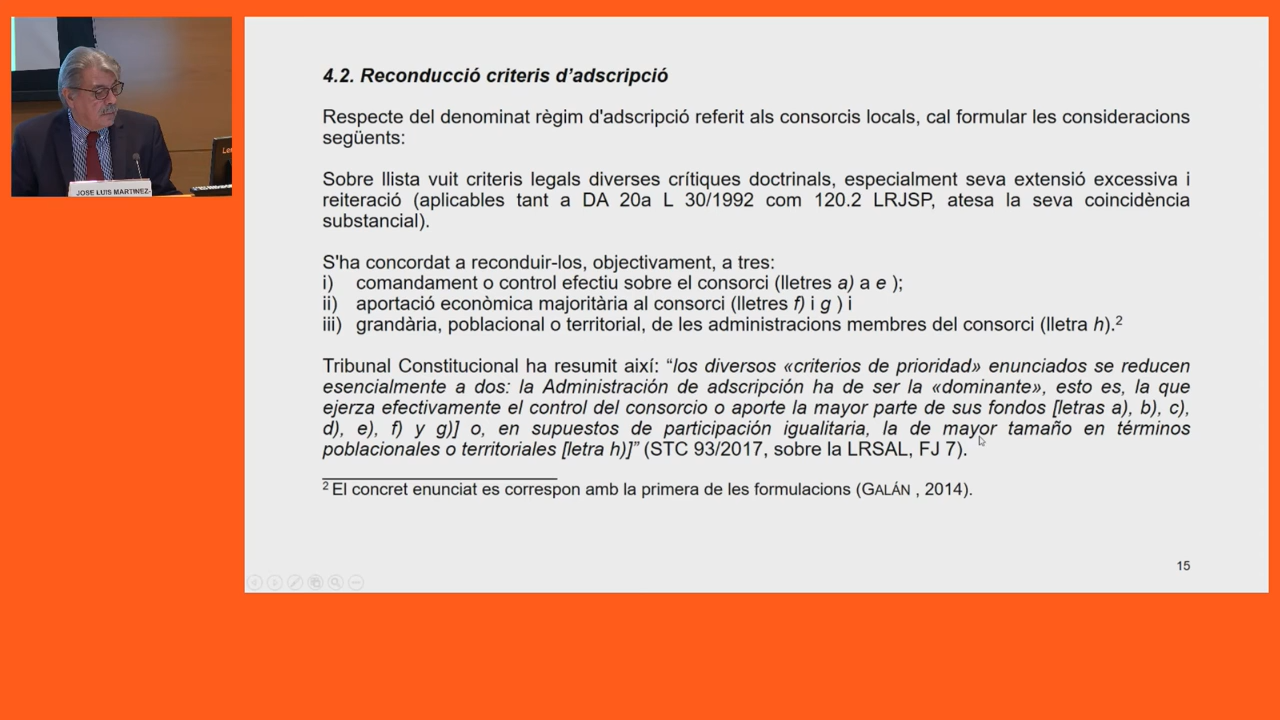 4.2. Reconducció criteris d'adscripció
Respecte del denominat règim d'adscripció referit als consorcis locals, cal formular les consideracions
següents:
Sobre llista vuit criteris legals diverses crítiques doctrinals, especialment seva extensió excessiva i
reiteració (aplicables tant a DA 20a L 30/1992 com 120.2 LRJSP, atesa la seva coincidència
substancial).
S'ha concordat a reconduir-los, objectivament, a tres:
i) comandament o control efectiu sobre el consorci (lletres a) a e );
ii) aportació econòmica majoritària al consorci (lletres f) i g ) i
iii) grandària, poblacional o territorial, de les administracions membres del consorci (lletra h).²
Tribunal Constitucional ha resumit així: “los diversos «criterios de prioridad» enunciados se reducen
esencialmente a dos: la Administración de adscripción ha de ser la «dominante», esto es, la que
ejerza efectivamente el control del consorcio o aporte la mayor parte de sus fondos [letras a), b), c),
d), e), f) y g)] o, en supuestos de participación igualitaria, la de mayor tamaño en términos
poblacionales o territoriales [letra h)]” (STC 93/2017, sobre la LRSAL, FJ 7).
² El concret enunciat es correspon amb la primera de les formulacions (GALÁN , 2014).
15
JOSE LUIS MARTINEZ-